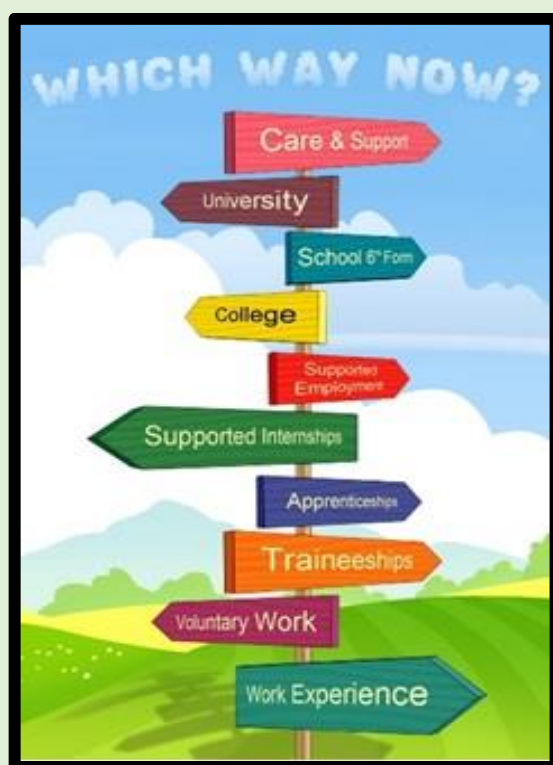 WHICH WAY NOW?
Care & Support
University
School 6th Form
College
Supported
Employment
Supported Internships
Apprenticeships
Traineeships
Voluntary Work
Work Experience